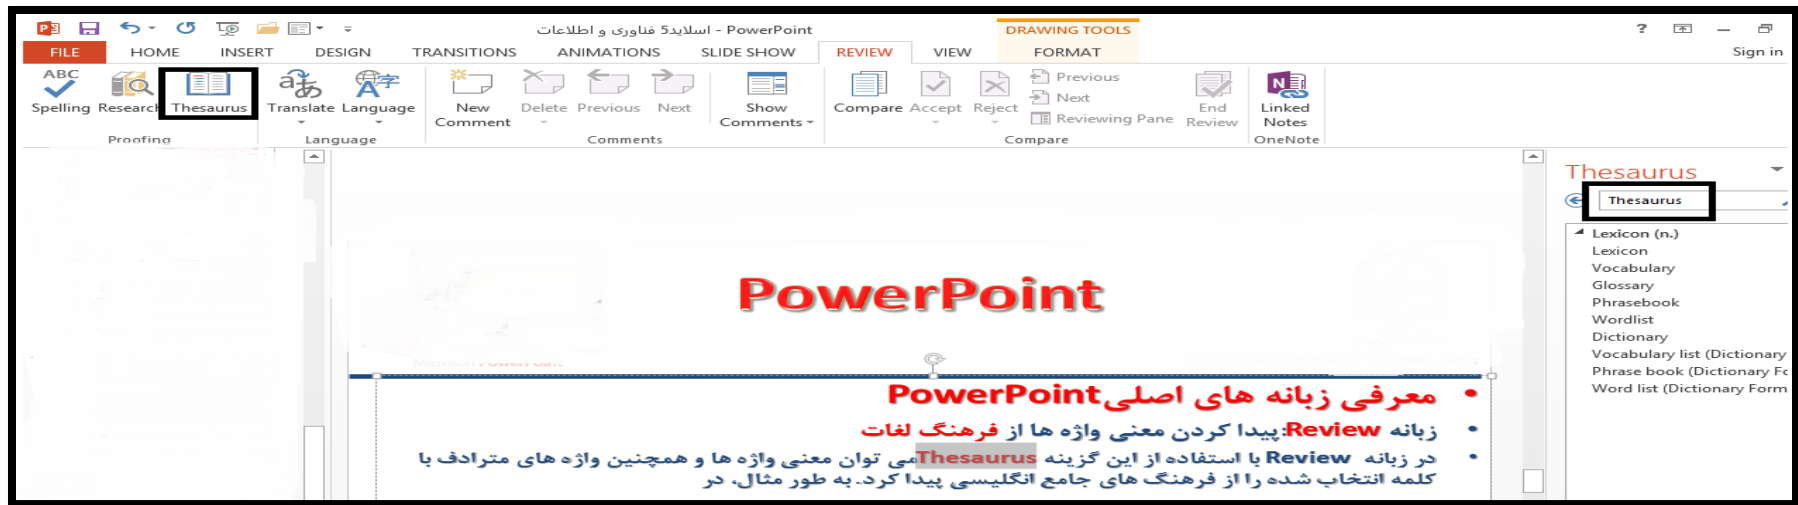 اسلاید5 فناوری و اطلاعات - PowerPoint
DRAWING TOOLS
FILE HOME INSERT DESIGN TRANSITIONS ANIMATIONS SLIDE SHOW REVIEW VIEW FORMAT Sign in
ABC
Spelling Research Thesaurus Translate Language New Comment Delete Previous Next Show Comments Compare Accept Reject Previous Next Reviewing Pane End Review Linked Notes
Proofing Language Comments Compare OneNote
Thesaurus
Thesaurus
Lexicon (n.)
Lexicon
Vocabulary
Glossary
Phrasebook
Wordlist
Dictionary
Vocabulary list (Dictionary
Phrase book (Dictionary Fc
Word list (Dictionary Form
PowerPoint
معرفی زبانه های اصلیPowerPoint
زبانه Review:پیدا کردن معنی واژه ها از فرهنگ لغات
در زبانه Review با استفاده از این گزینه Thesaurusمی توان معنی واژه ها و همچنین واژه های مترادف با
کلمه انتخاب شده را از فرهنگ های جامع انگلیسی پیدا کرد. به طور مثال، در